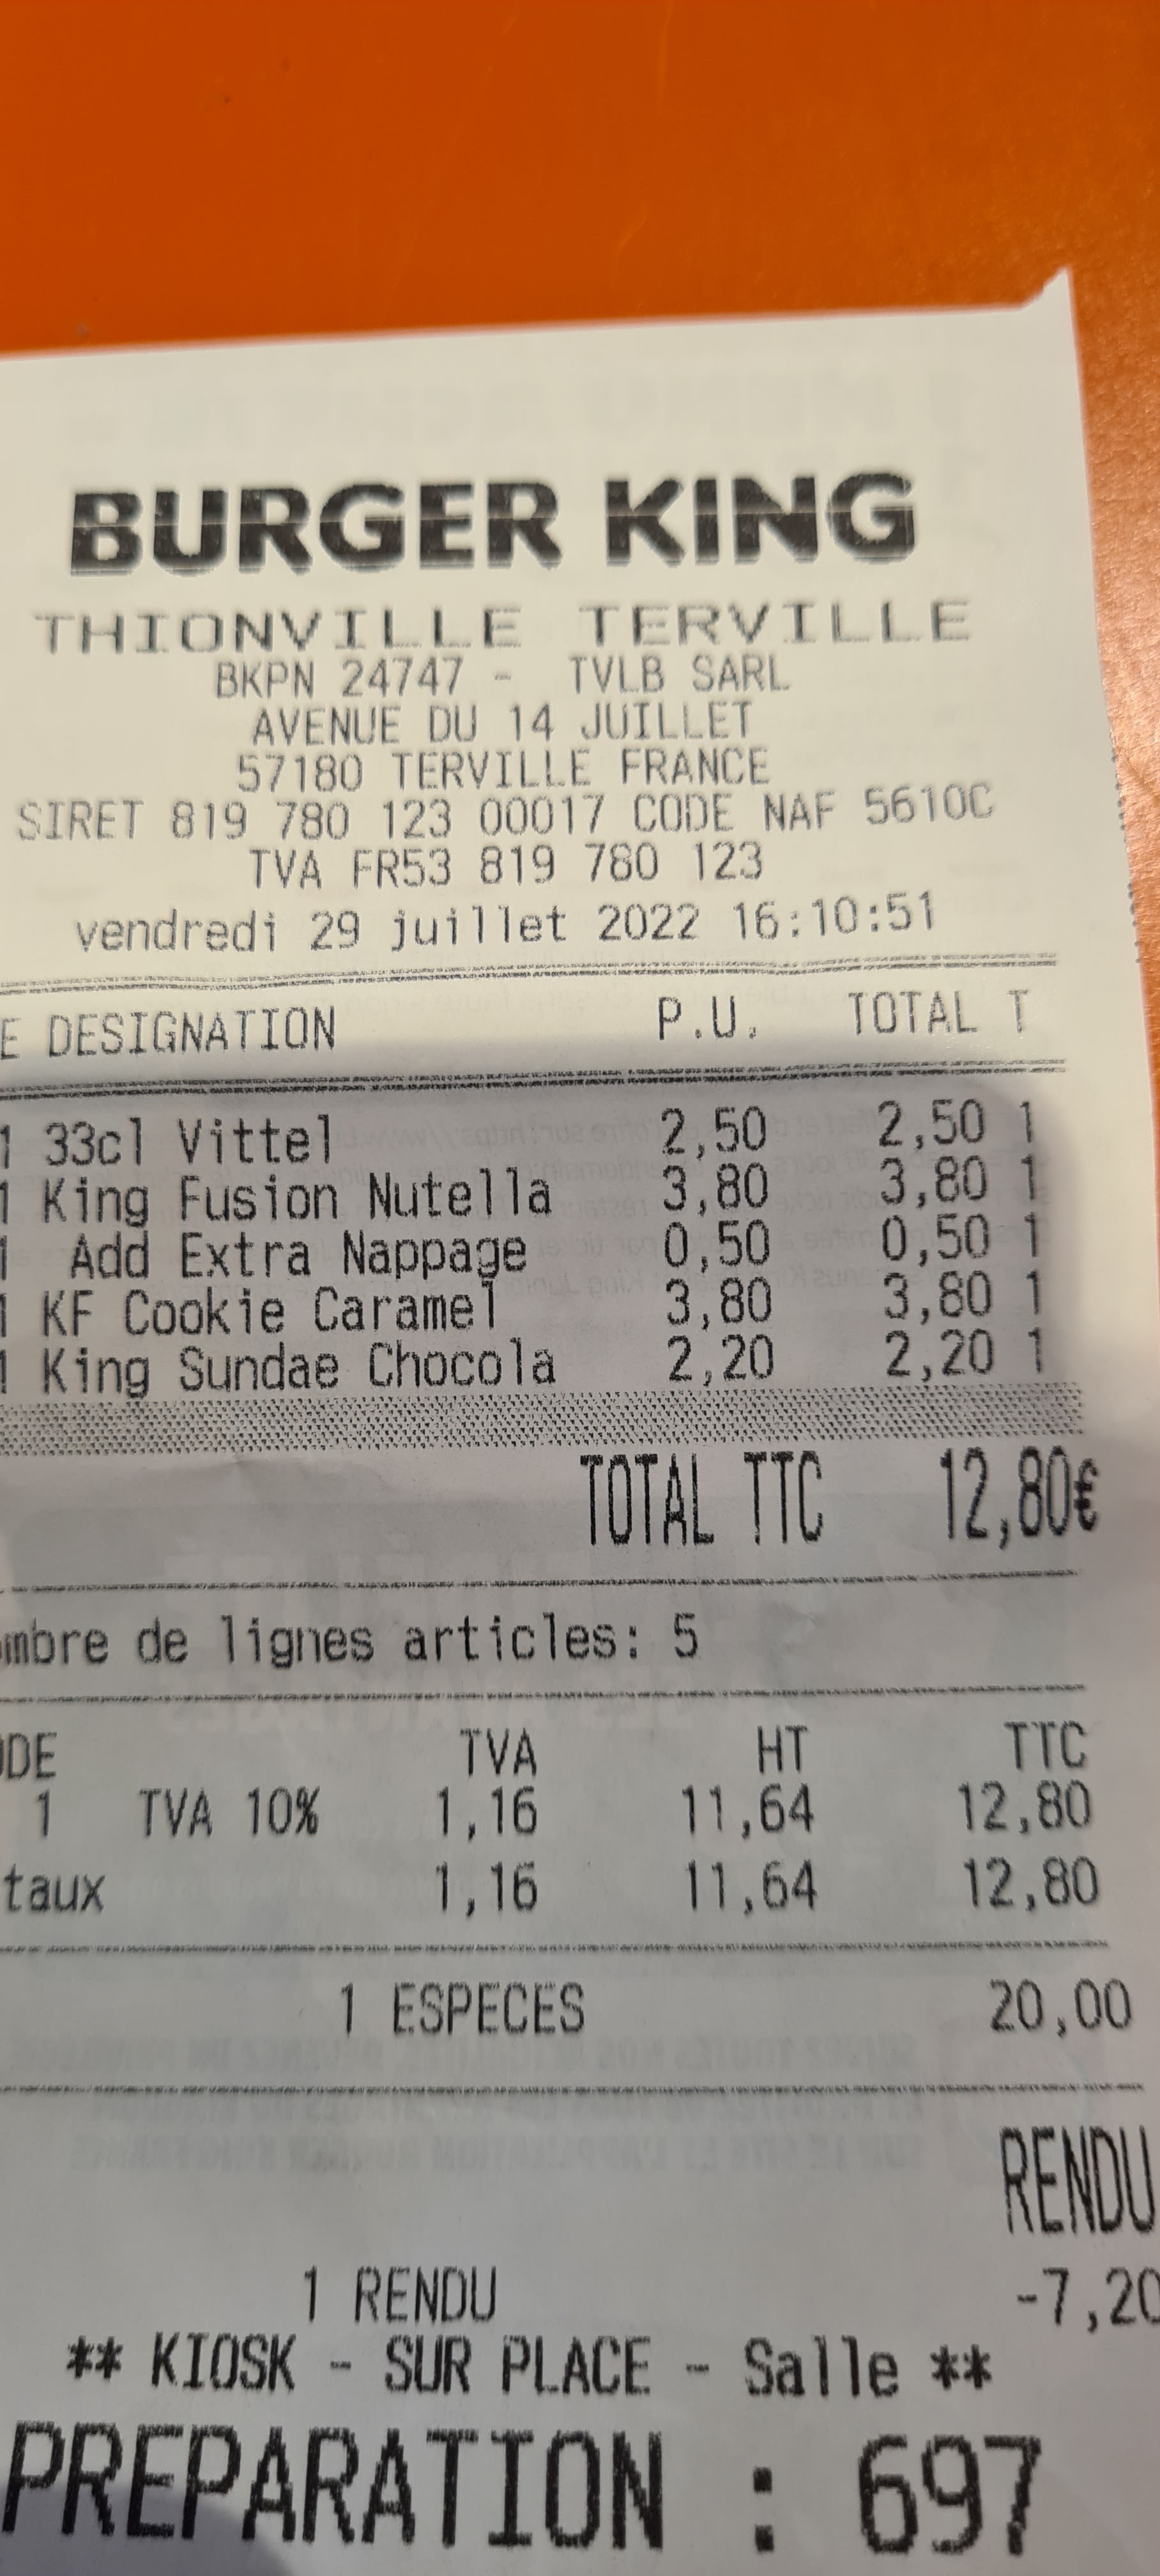 BURGER KING
THIONVILLE TERVILLE
BKPN 24747 - TVLB SARL
AVENUE DU 14 JUILLET
57180 TERVILLE FRANCE
SIRET 819 780 123 00017 CODE NAF 5610C
TVA FR53 819 780 123
vendredi 29 juillet 2022 16:10:51
E DESIGNATION P.U. TOTAL T
1 33cl Vittel 2,50 2,50 1
1 King Fusion Nutella 3,80 3,80 1
1 Add Extra Nappage 0,50 0,50 1
1 KF Cookie Caramel 3,80 3,80 1
1 King Sundae Chocola 2,20 2,20 1
TOTAL TTC 12,80€
ombre de lignes articles: 5
ODE TVA HT TTC
1 TVA 10% 1,16 11,64 12,80
taux 1,16 11,64 12,80
1 ESPECES 20,00
RENDU
1 RENDU -7,20
** KIOSK - SUR PLACE - Salle **
PREPARATION : 697